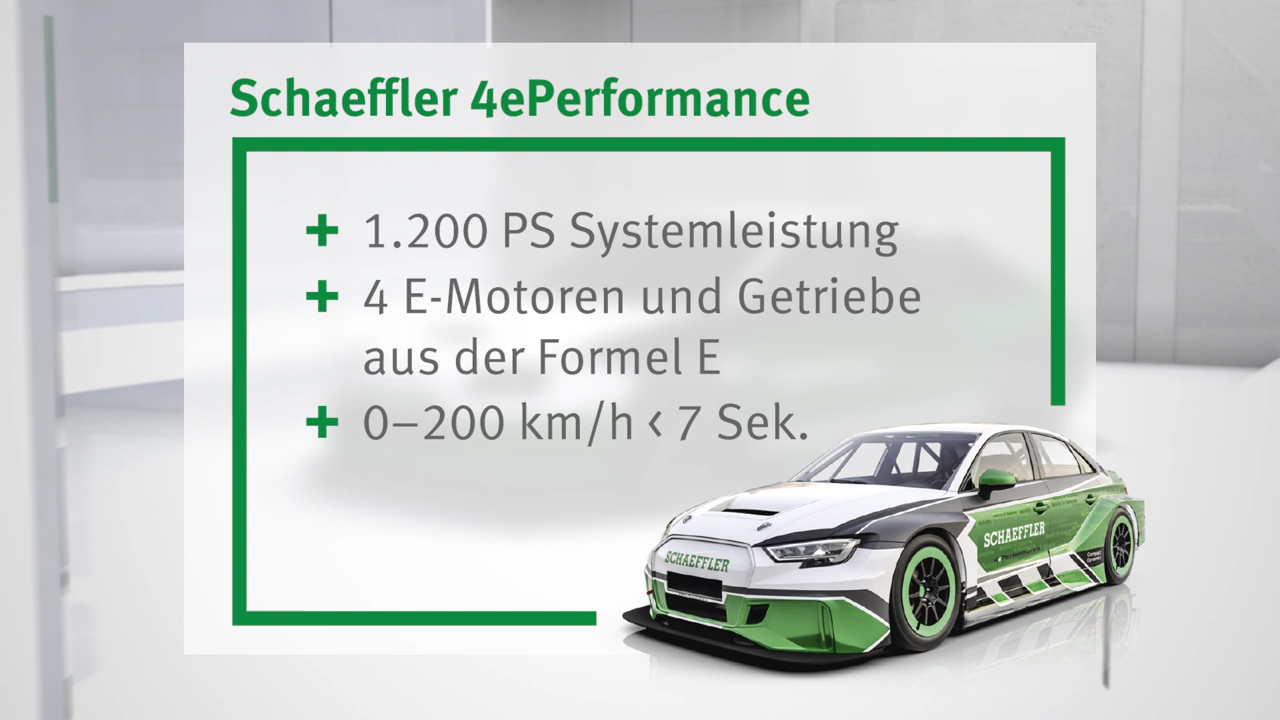 Schaeffler 4ePerformance
+ 1.200 PS Systemleistung
+ 4 E-Motoren und Getriebe
aus der Formel E
+ 0–200 km/h < 7 Sek.
SCHAEFFLER
SCHAEFFLER